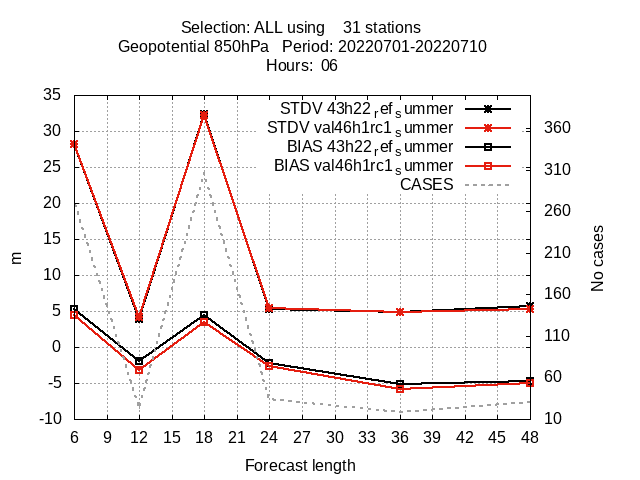 Selection: ALL using    31 stations
Geopotential 850hPa   Period: 20220701-20220710
Hours:  06
STDV 43h22_ref_summer
STDV val46h1rc1_summer
BIAS 43h22_ref_summer
BIAS val46h1rc1_summer
CASES
35
30
25
20
15
10
5
0
-5
-10
m
360
310
260
210
160
110
60
10
No cases
6 9 12 15 18 21 24 27 30 33 36 39 42 45 48
Forecast length